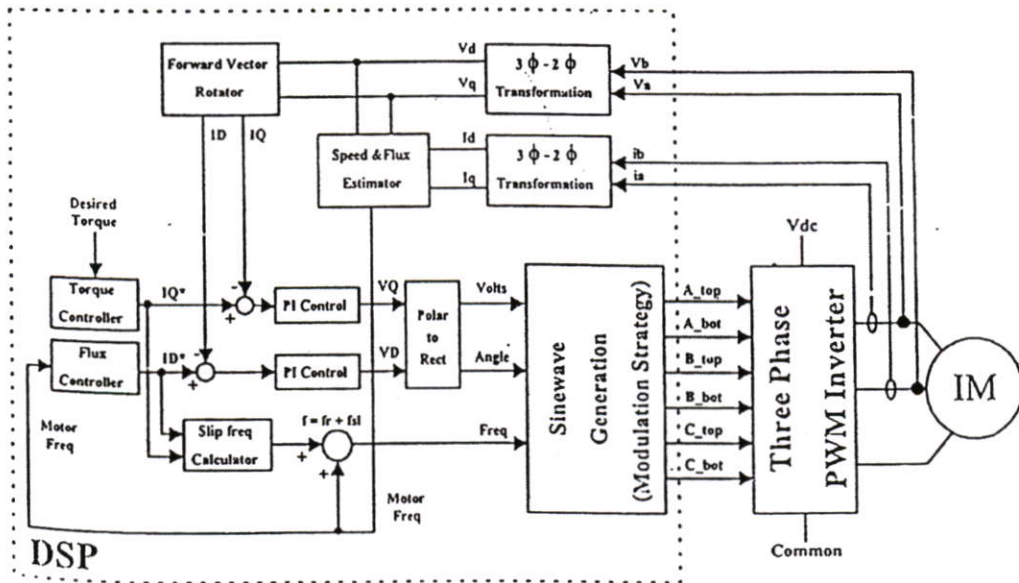 Forward Vector
Rotator
Vd
Vq
3 ϕ - 2 ϕ
Transformation
Vb
Va
ID
IQ
Speed & Flux
Estimator
Id
Iq
3 ϕ - 2 ϕ
Transformation
ib
ia
Desired
Torque
Torque
Controller
IQ*
-
+
PI Control
VQ
Polar
to
Rect
Volts
Flux
Controller
ID*
-
+
PI Control
VD
Angle
Motor
Freq
Slip freq
Calculator
f = fr + fsl
+
+
Freq
Motor
Freq
Sinewave
Generation
(Modulation Strategy)
A_top
A_bot
B_top
B_bot
C_top
C_bot
Vdc
Three Phase
PWM Inverter
Common
IM
DSP